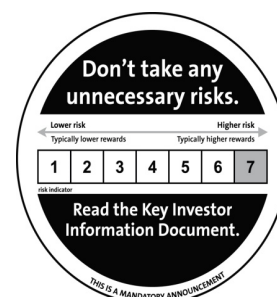 Don't take any
unnecessary risks.
Lower risk Higher risk
Typically lower rewards Typically higher rewards
1 2 3 4 5 6 7
risk indicator
Read the Key Investor
Information Document.
THIS IS A MANDATORY ANNOUNCEMENT